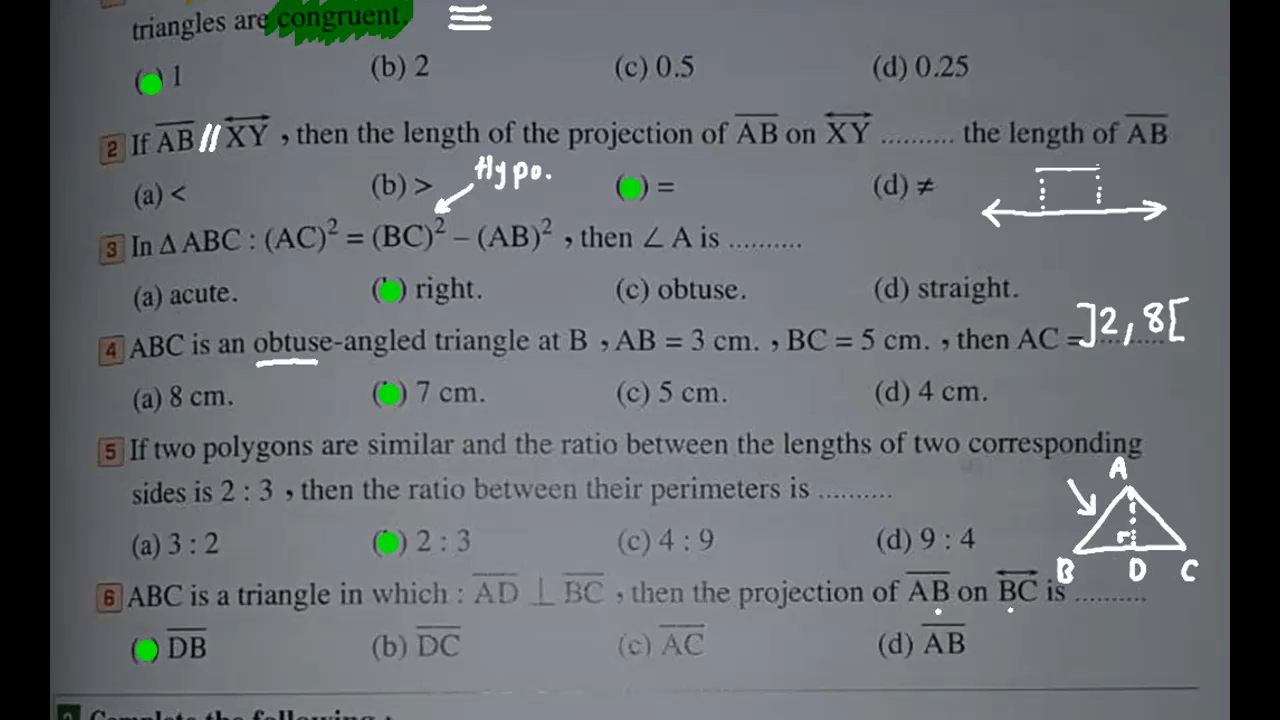 triangles are congruent. ≡
( ) 1 (b) 2 (c) 0.5 (d) 0.25
2 If AB // XY , then the length of the projection of AB on XY .......... the length of AB
Hypo.
(a) < (b) > ( ) = (d) ≠
3 In Δ ABC : (AC)² = (BC)² – (AB)² , then ∠ A is ..........
(a) acute. ( ) right. (c) obtuse. (d) straight.
4 ABC is an obtuse-angled triangle at B , AB = 3 cm. , BC = 5 cm. , then AC = ]2, 8[
(a) 8 cm. ( ) 7 cm. (c) 5 cm. (d) 4 cm.
5 If two polygons are similar and the ratio between the lengths of two corresponding
sides is 2 : 3 , then the ratio between their perimeters is ..........
A
(a) 3 : 2 ( ) 2 : 3 (c) 4 : 9 (d) 9 : 4
B D C
6 ABC is a triangle in which : AD ⊥ BC , then the projection of AB on BC is ..........
( ) DB (b) DC (c) AC (d) AB
Complete the following :